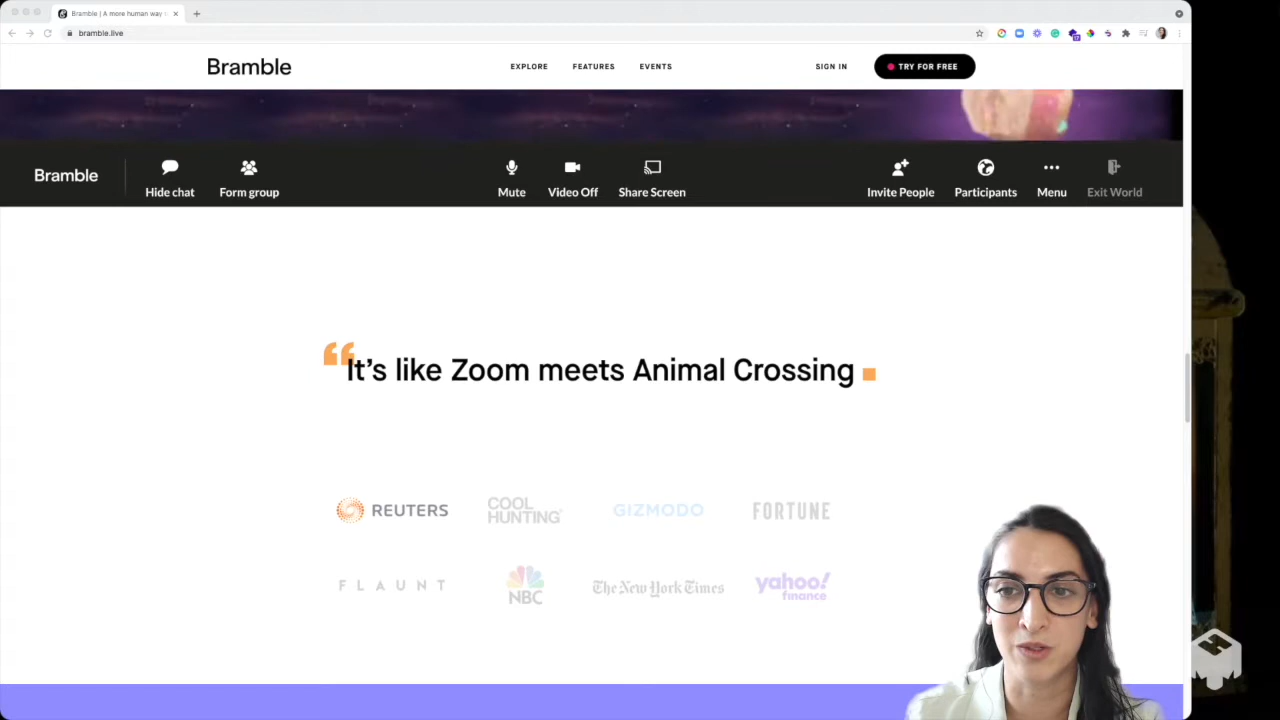 Bramble | A more human way
bramble.live
Bramble
EXPLORE
FEATURES
EVENTS
SIGN IN
TRY FOR FREE
Bramble
Hide chat
Form group
Mute
Video Off
Share Screen
Invite People
Participants
Menu
Exit World
“It’s like Zoom meets Animal Crossing
REUTERS
COOL HUNTING
GIZMODO
FORTUNE
FLAUNT
NBC
The New York Times
yahoo! finance